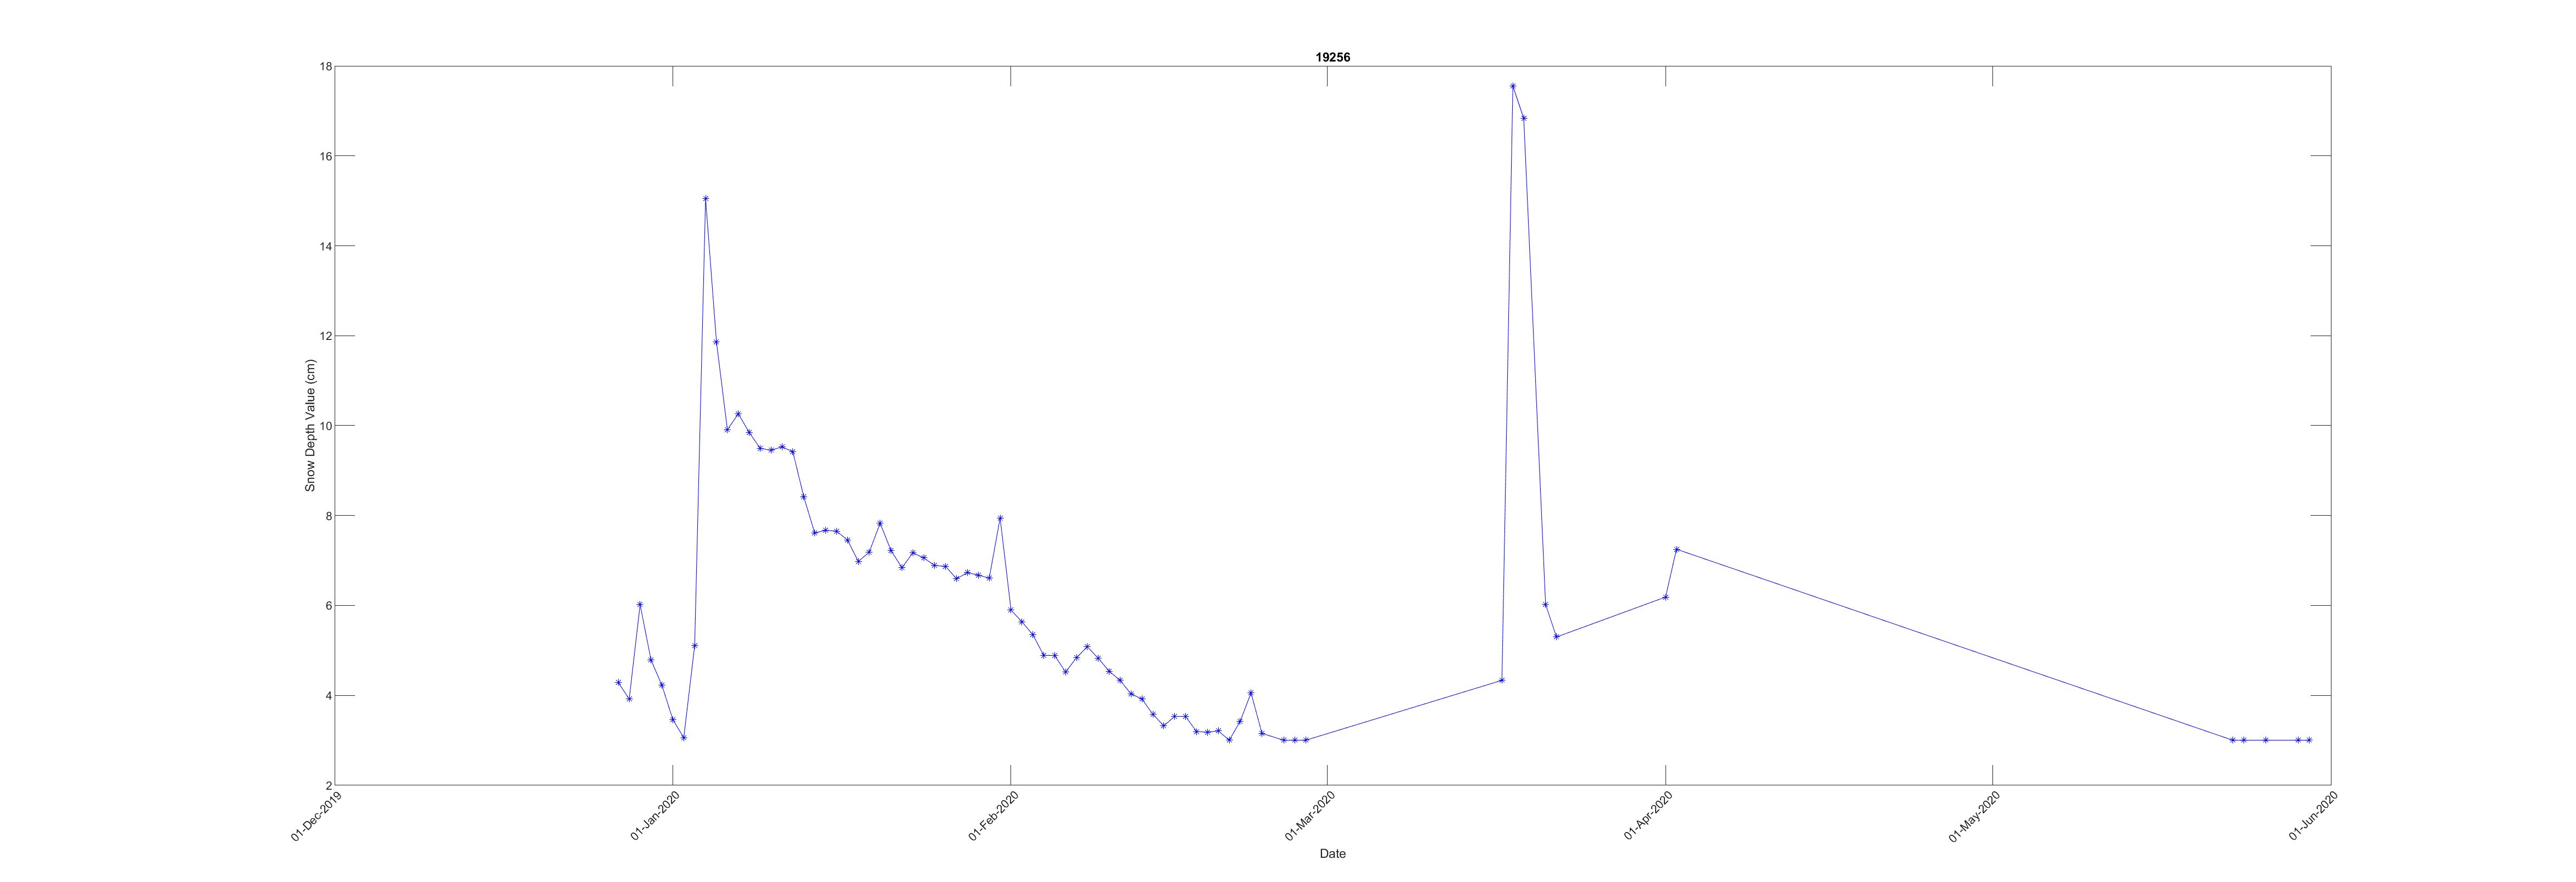 19256
18
16
14
12
10
8
6
4
2
Snow Depth Value (cm)
01-Dec-2019
01-Jan-2020
01-Feb-2020
01-Mar-2020
01-Apr-2020
01-May-2020
01-Jun-2020
Date